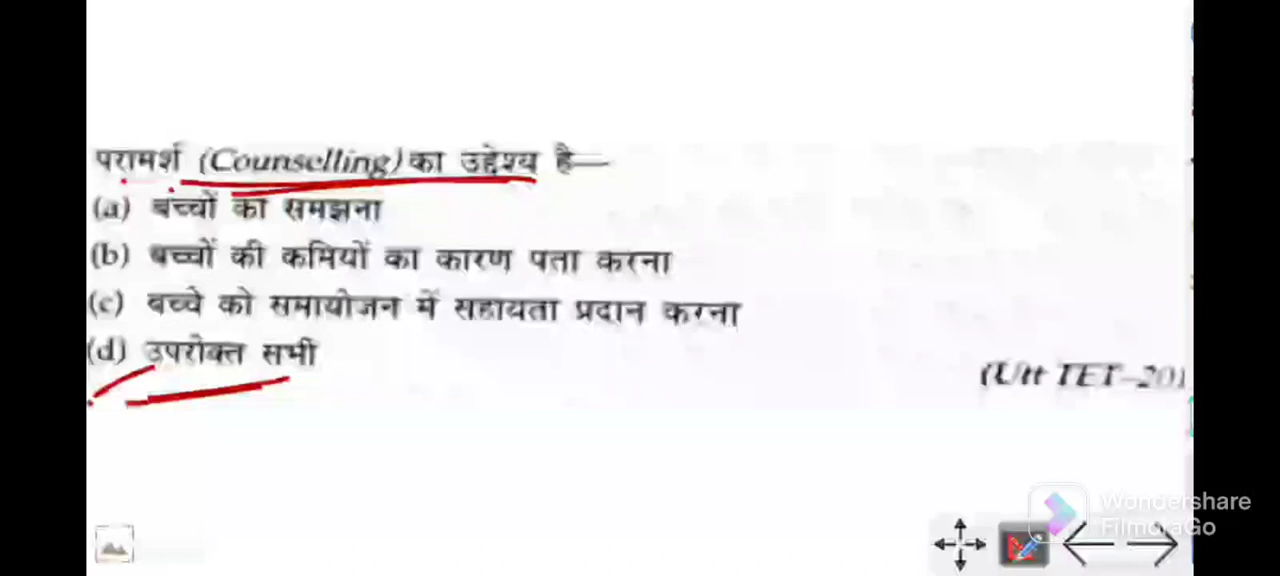 परामर्श (Counselling) का उद्देश्य है—
(a) बच्चों का समझना
(b) बच्चों की कमियों का कारण पता करना
(c) बच्चे को समायोजन में सहायता प्रदान करना
(d) उपरोक्त सभी
(Utt TET–201
Wondershare
FilmoraGo